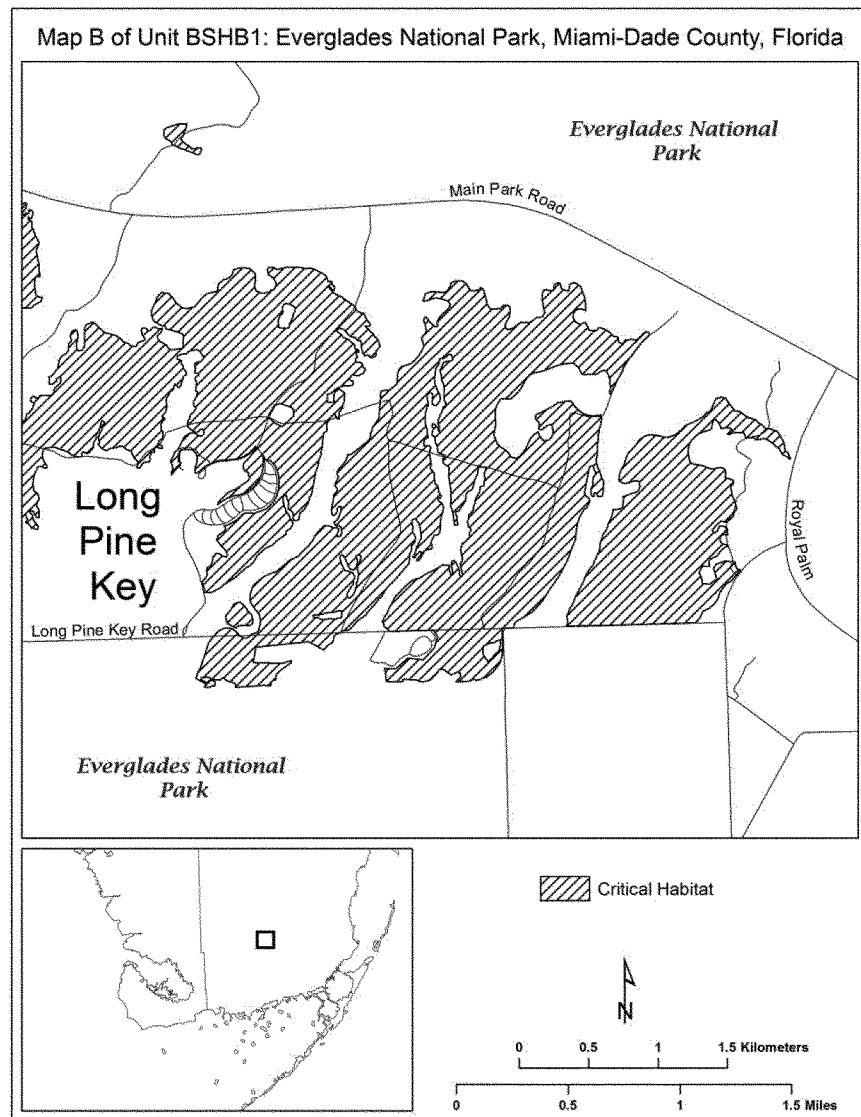 Map B of Unit BSHB1: Everglades National Park, Miami-Dade County, Florida
Everglades National
Park
Main Park Road
Royal Palm
Long
Pine
Key
Long Pine Key Road
Everglades National
Park
Critical Habitat
N
0 0.5 1 1.5 Kilometers
0 0.5 1 1.5 Miles